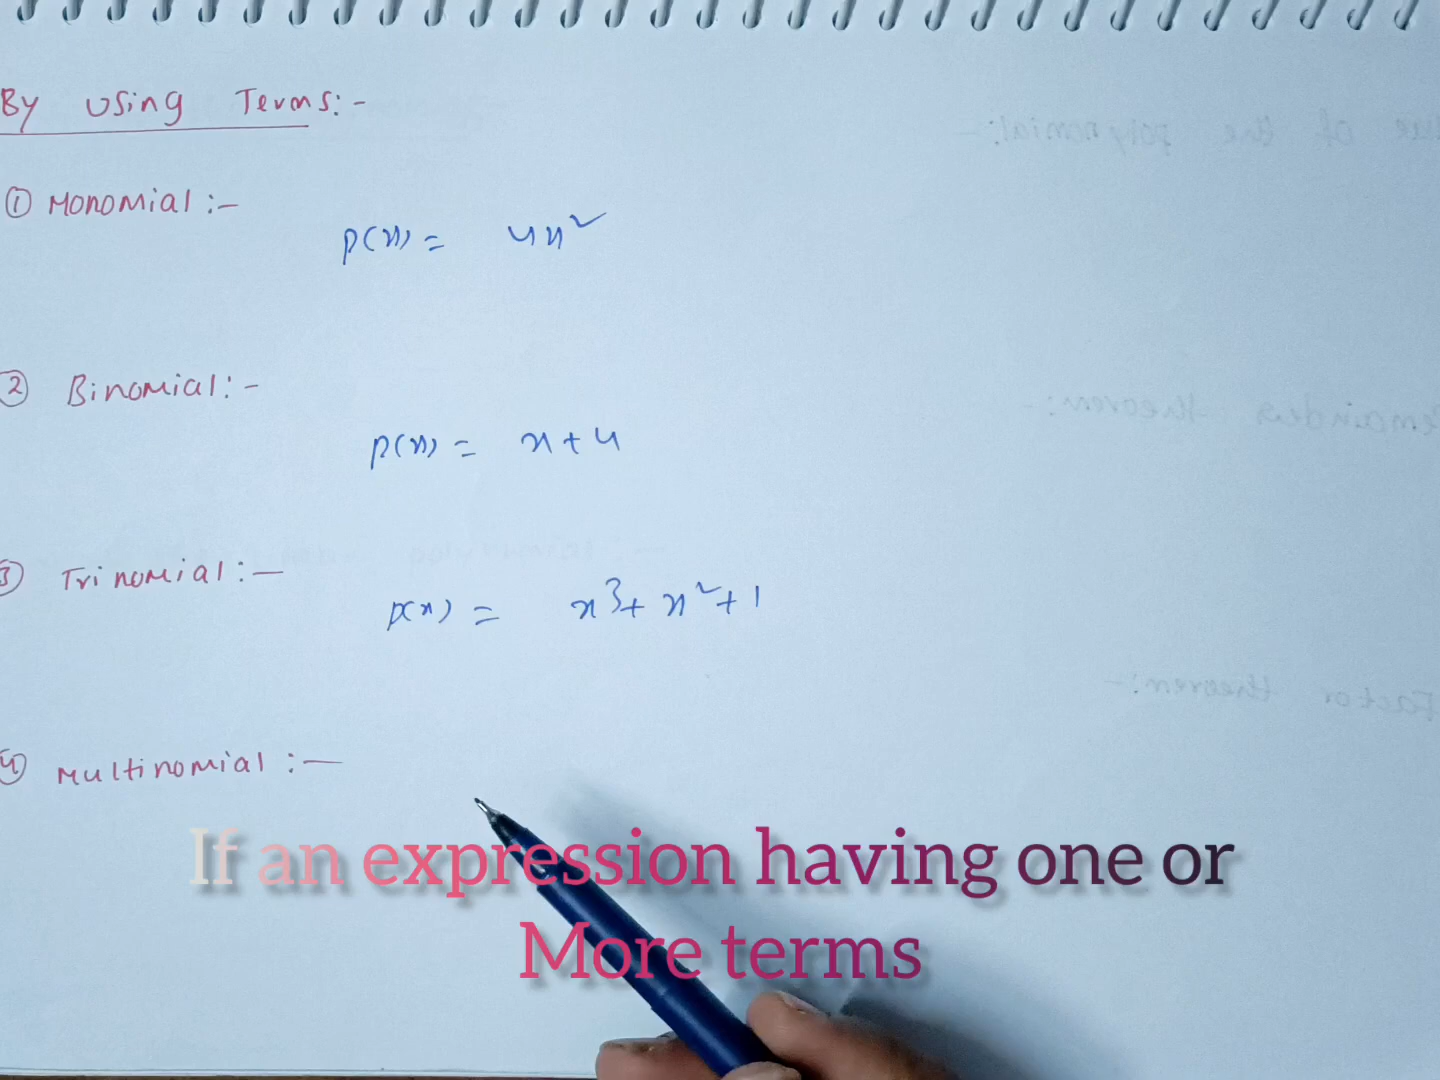 By using Terms:-
① Monomial :-
p(x) = 4x²
② Binomial:-
p(x) = x+4
③ Trinomial:-
p(x) = x³+x²+1
④ Multinomial :-
If an expression having one or
More terms